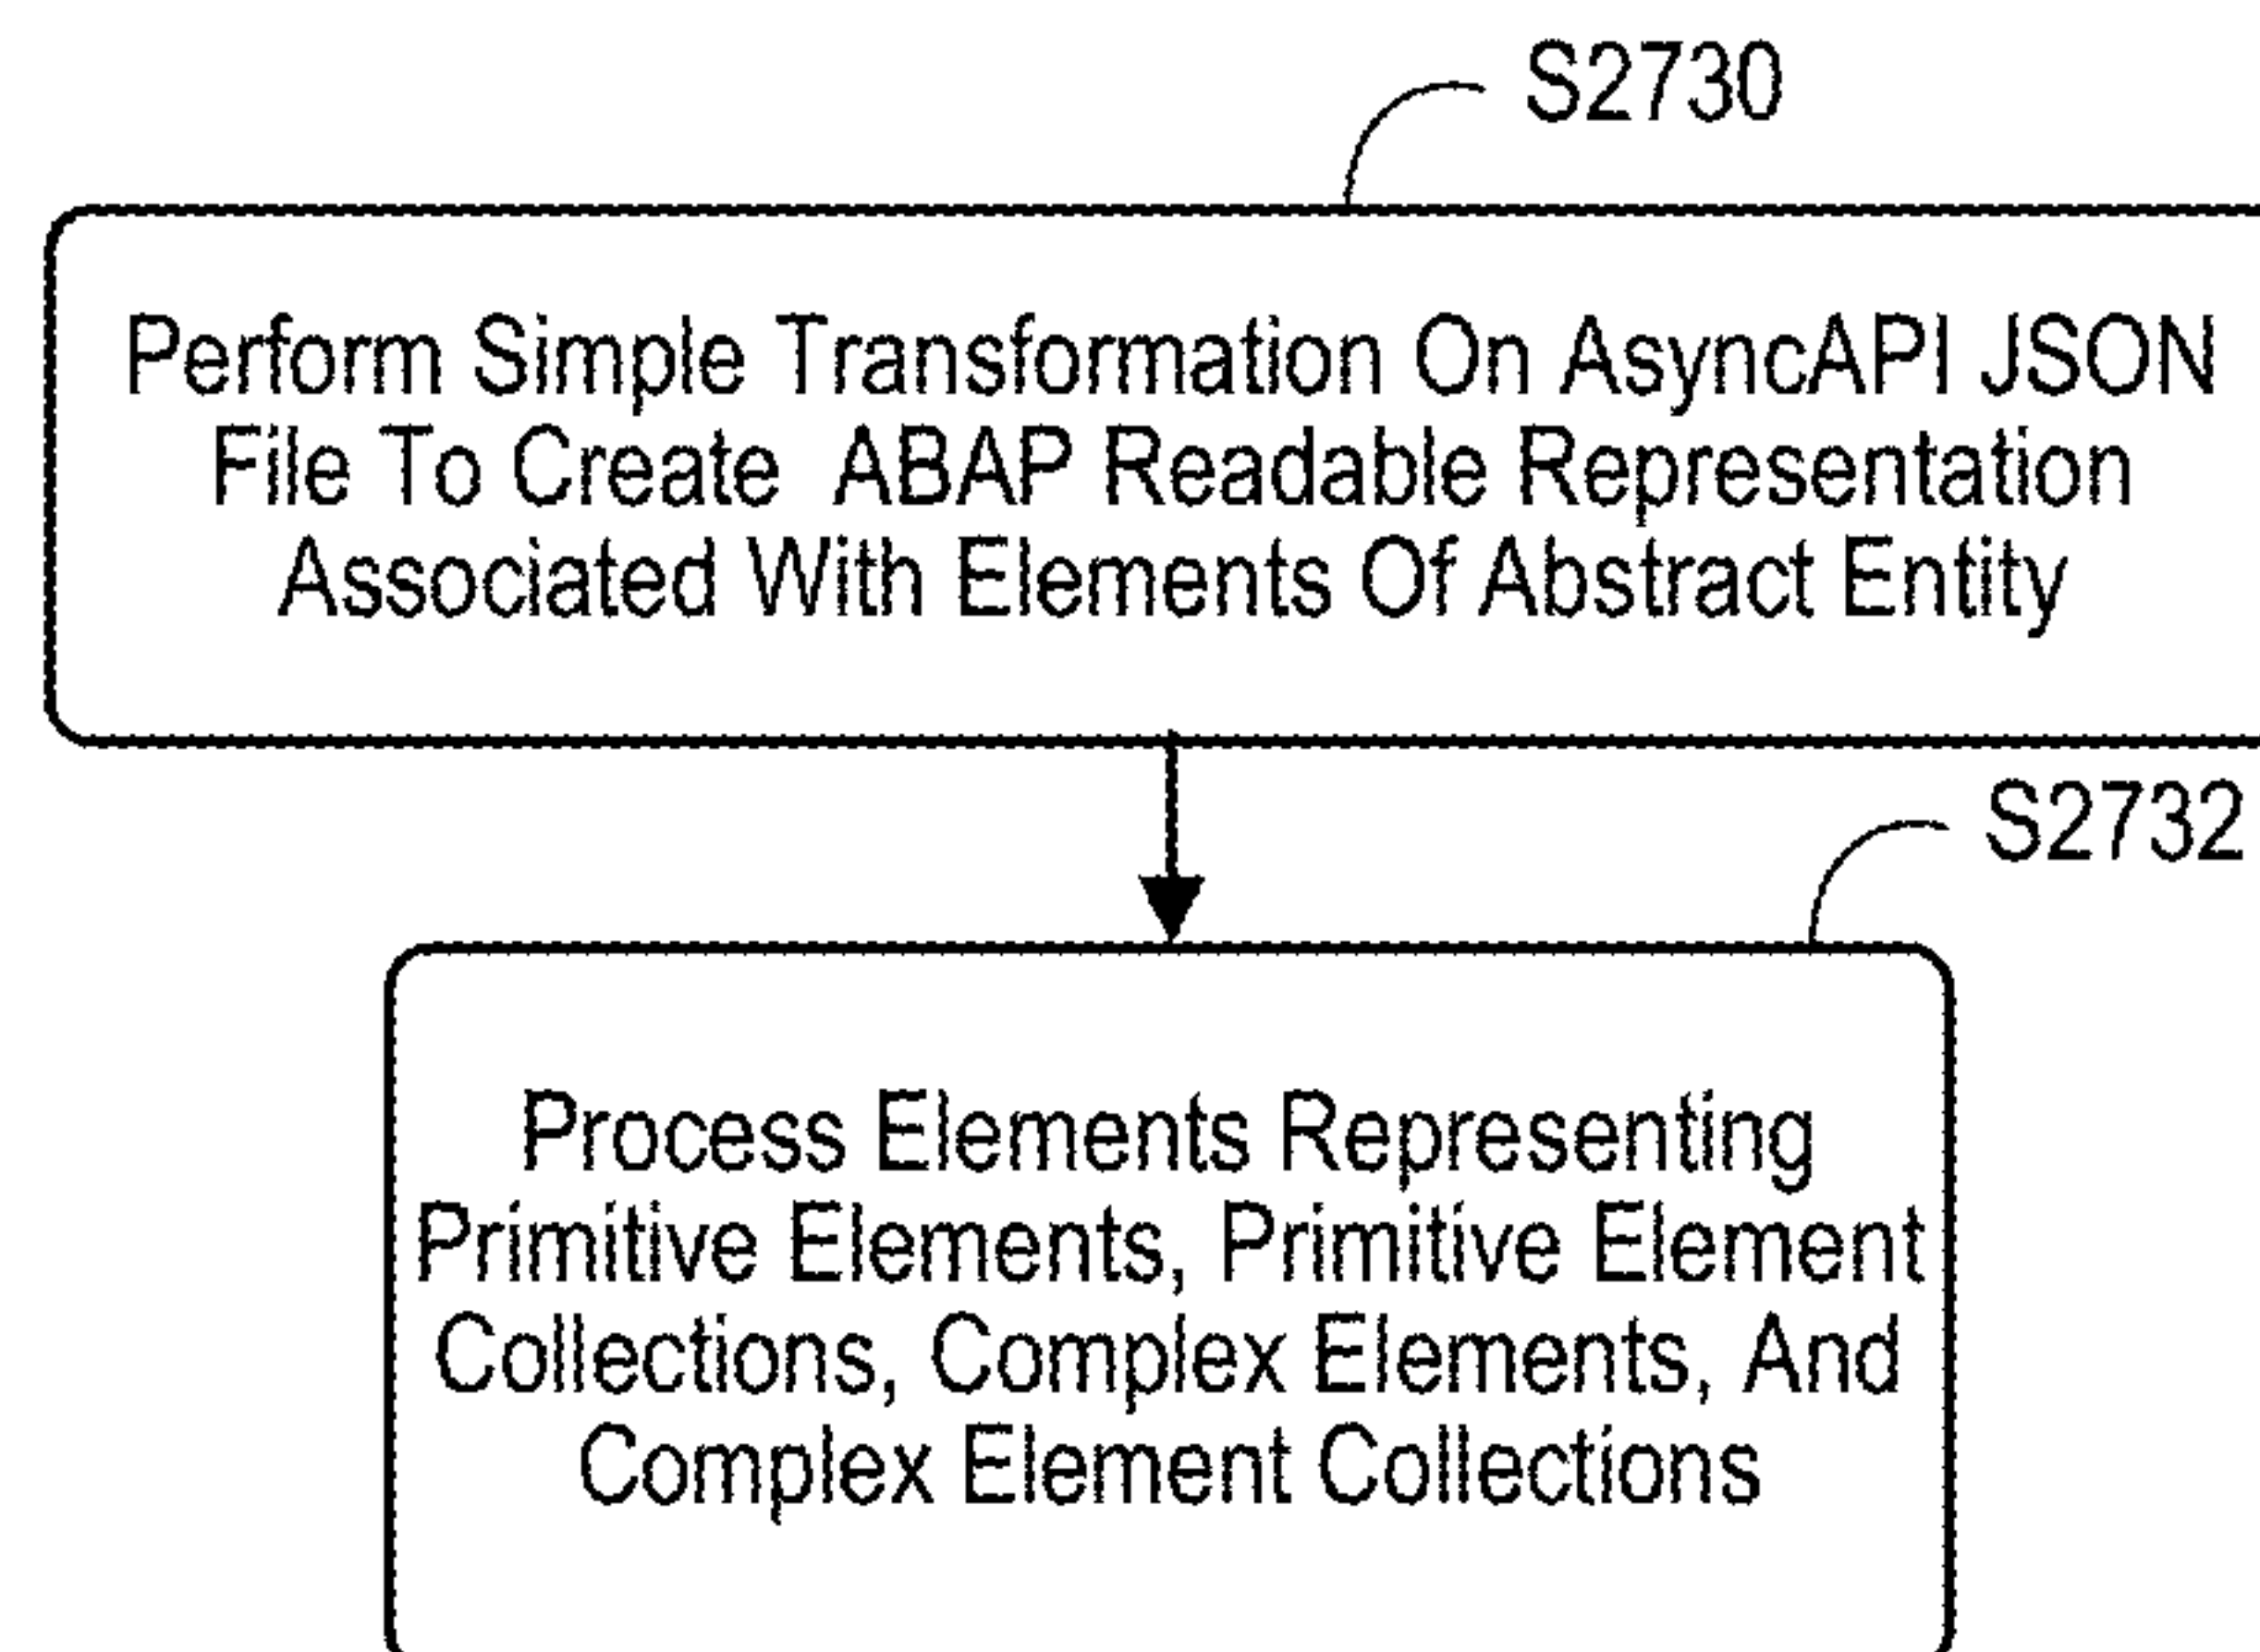 S2730
Perform Simple Transformation On AsyncAPI JSON
File To Create ABAP Readable Representation
Associated With Elements Of Abstract Entity
S2732
Process Elements Representing
Primitive Elements, Primitive Element
Collections, Complex Elements, And
Complex Element Collections